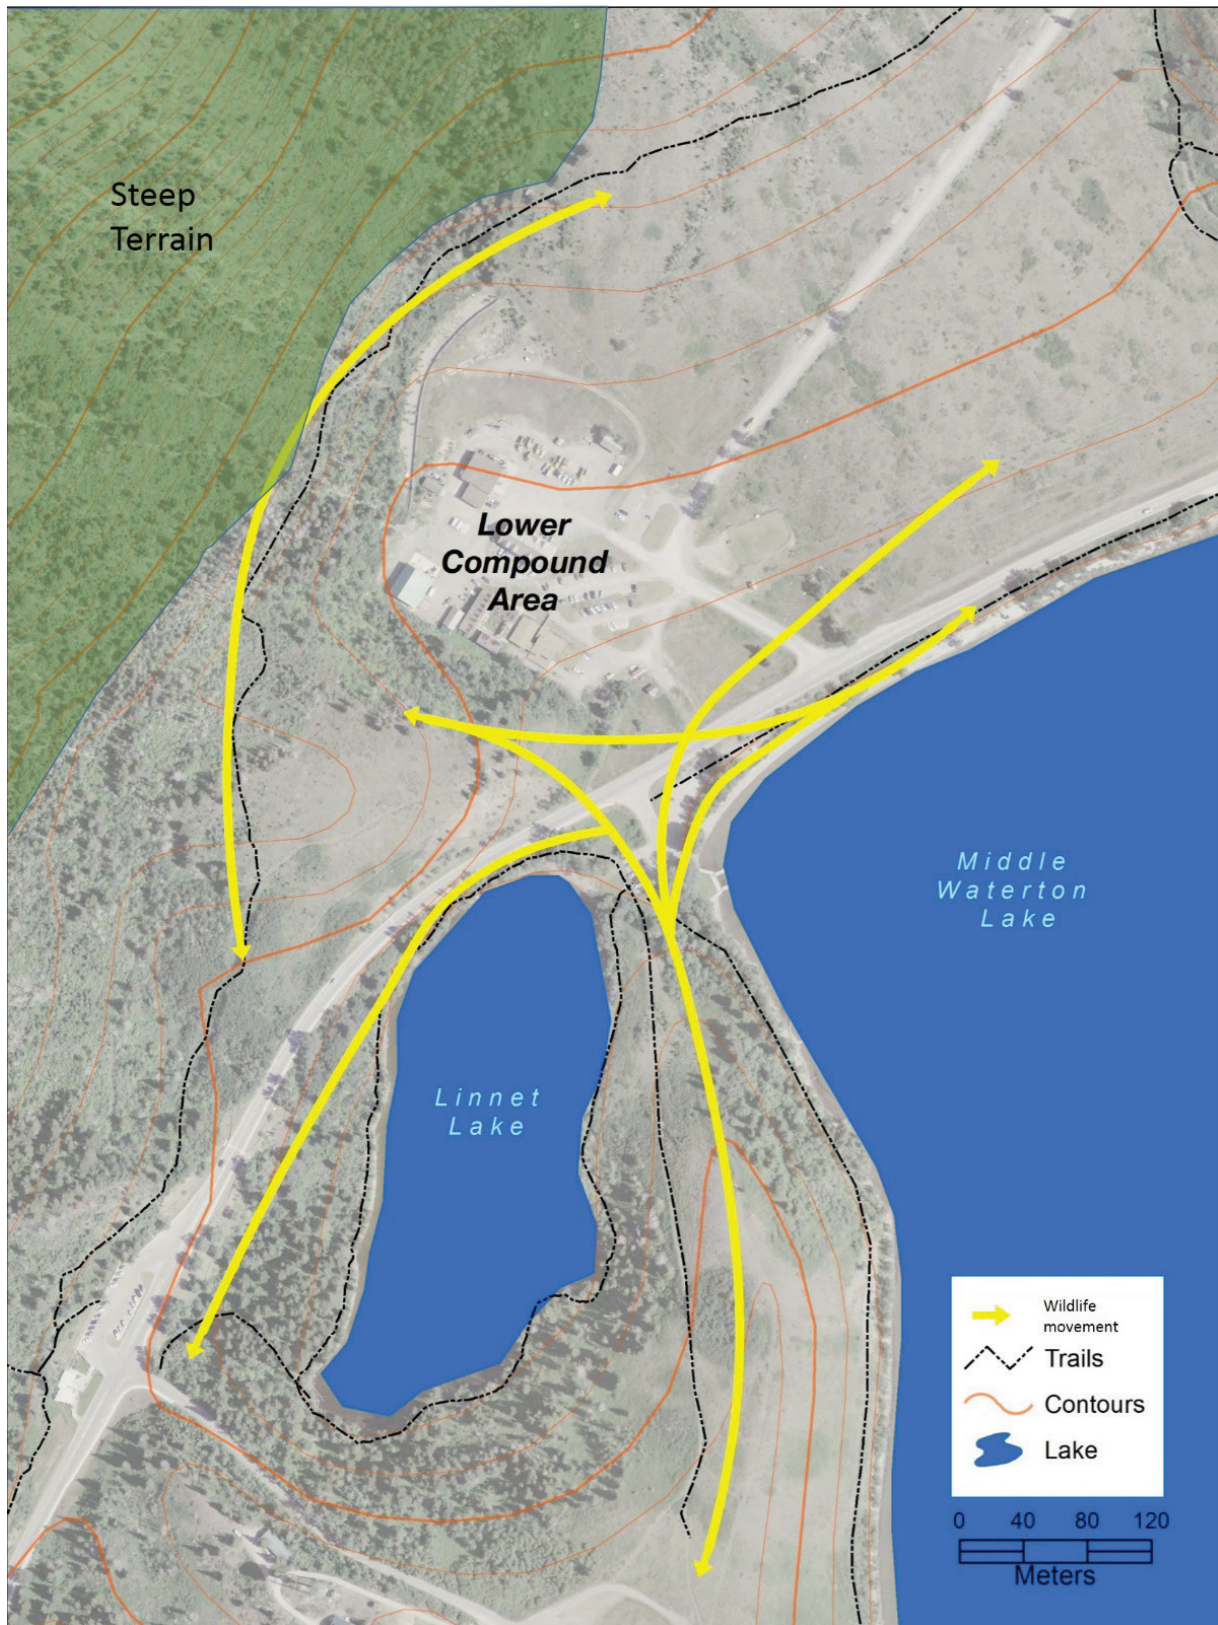 Steep
Terrain
Lower
Compound
Area
Middle
Waterton
Lake
Linnet
Lake
Wildlife
movement
Trails
Contours
Lake
0 40 80 120
Meters